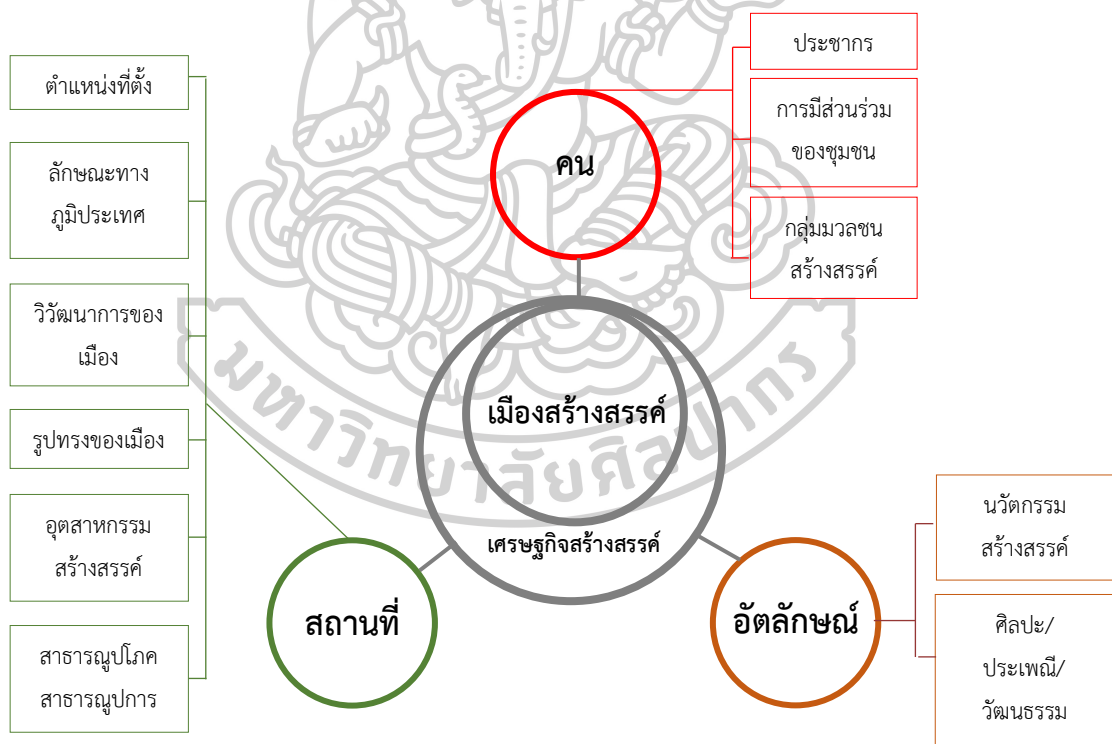 ประชากร
การมีส่วนร่วม
ของชุมชน
กลุ่มมวลชน
สร้างสรรค์
คน
ตำแหน่งที่ตั้ง
ลักษณะทาง
ภูมิประเทศ
วิวัฒนาการของ
เมือง
รูปทรงของเมือง
อุตสาหกรรม
สร้างสรรค์
สาธารณูปโภค
สาธารณูปการ
เมืองสร้างสรรค์
เศรษฐกิจสร้างสรรค์
มหาวิทยาลัยศิลปากร
สถานที่
อัตลักษณ์
นวัตกรรม
สร้างสรรค์
ศิลปะ/
ประเพณี/
วัฒนธรรม